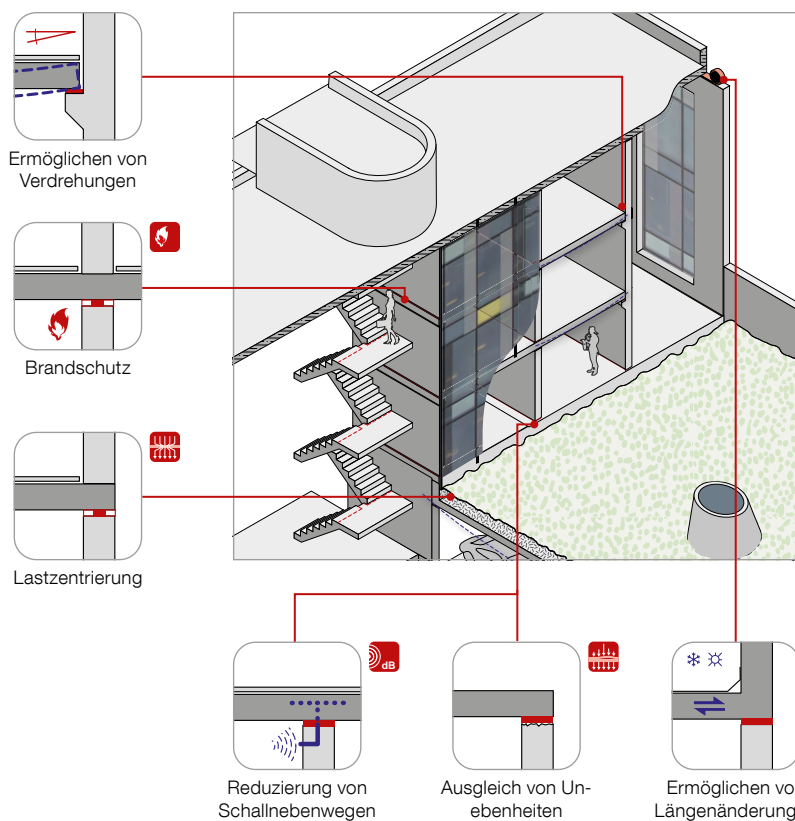 Ermöglichen von
Verdrehungen
Brandschutz
Lastzentrierung
dB
Reduzierung von
Schallnebenwegen
Ausgleich von Un-
ebenheiten
Ermöglichen vo
Längenänderung